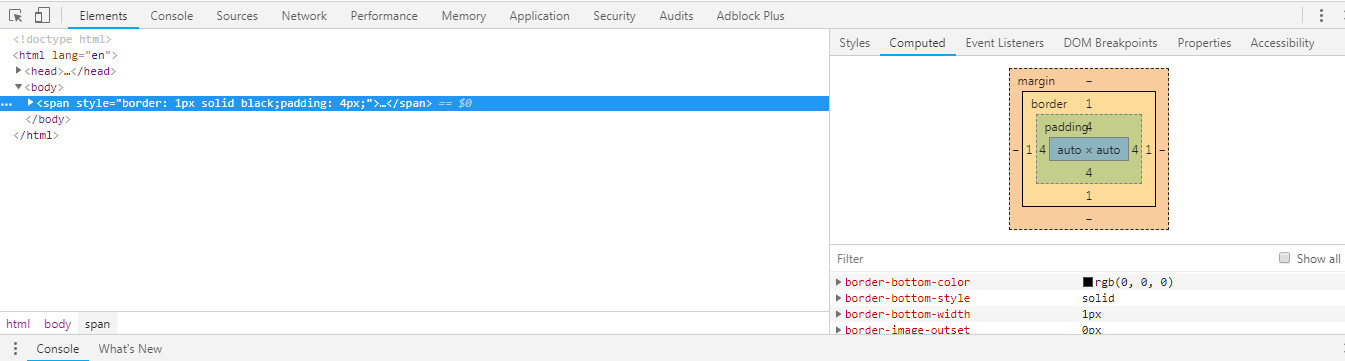 Elements Console Sources Network Performance Memory Application Security Audits Adblock Plus
<!doctype html>
<html lang="en">
<head>…</head>
<body>
… <span style="border: 1px solid black;padding: 4px;">…</span> == $0
</body>
</html>
html body span
Styles Computed Event Listeners DOM Breakpoints Properties Accessibility
margin –
border 1
padding 4
– 1 4 auto × auto 4 1 –
4
1
–
Filter Show all
border-bottom-color rgb(0, 0, 0)
border-bottom-style solid
border-bottom-width 1px
border-image-outset 0px
Console What's New